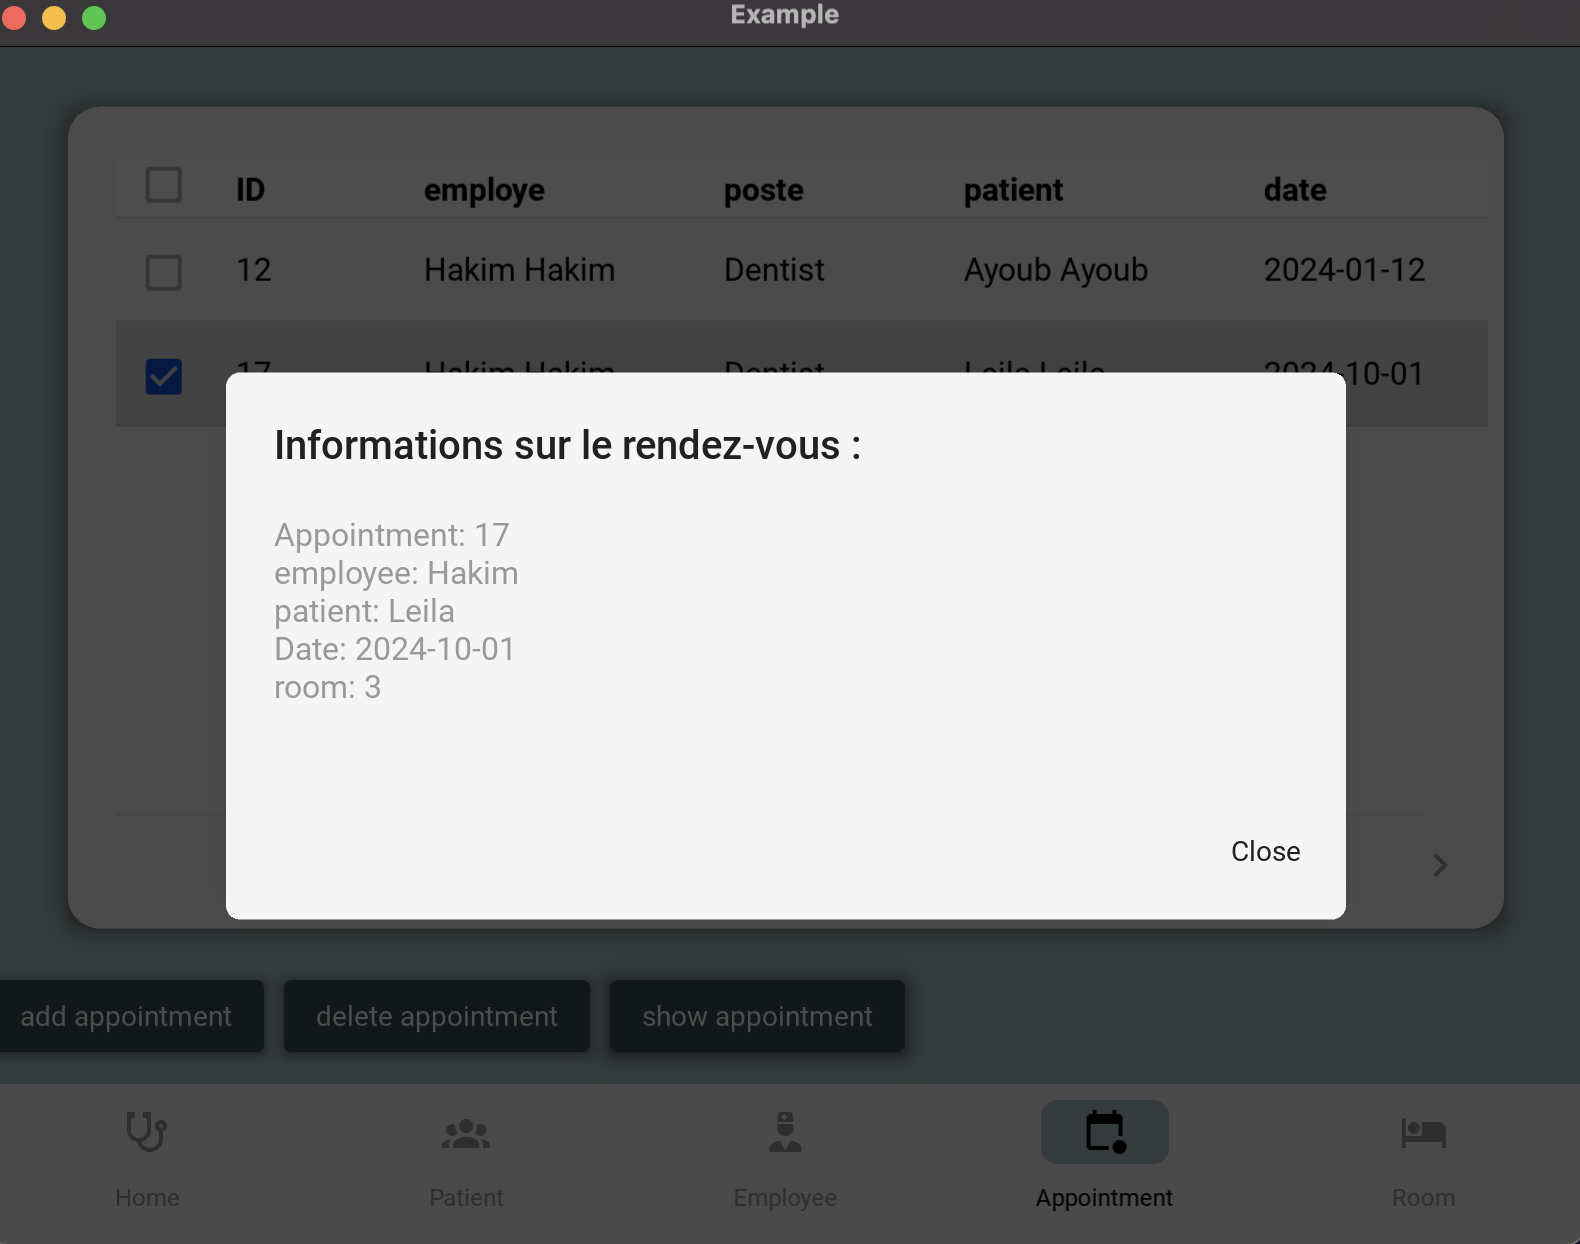 Example
ID employe poste patient date
12 Hakim Hakim Dentist Ayoub Ayoub 2024-01-12
17 Hakim Hakim Dentist Leila Leila 2024-10-01
Informations sur le rendez-vous :
Appointment: 17
employee: Hakim
patient: Leila
Date: 2024-10-01
room: 3
Close
add appointment delete appointment show appointment
Home Patient Employee Appointment Room